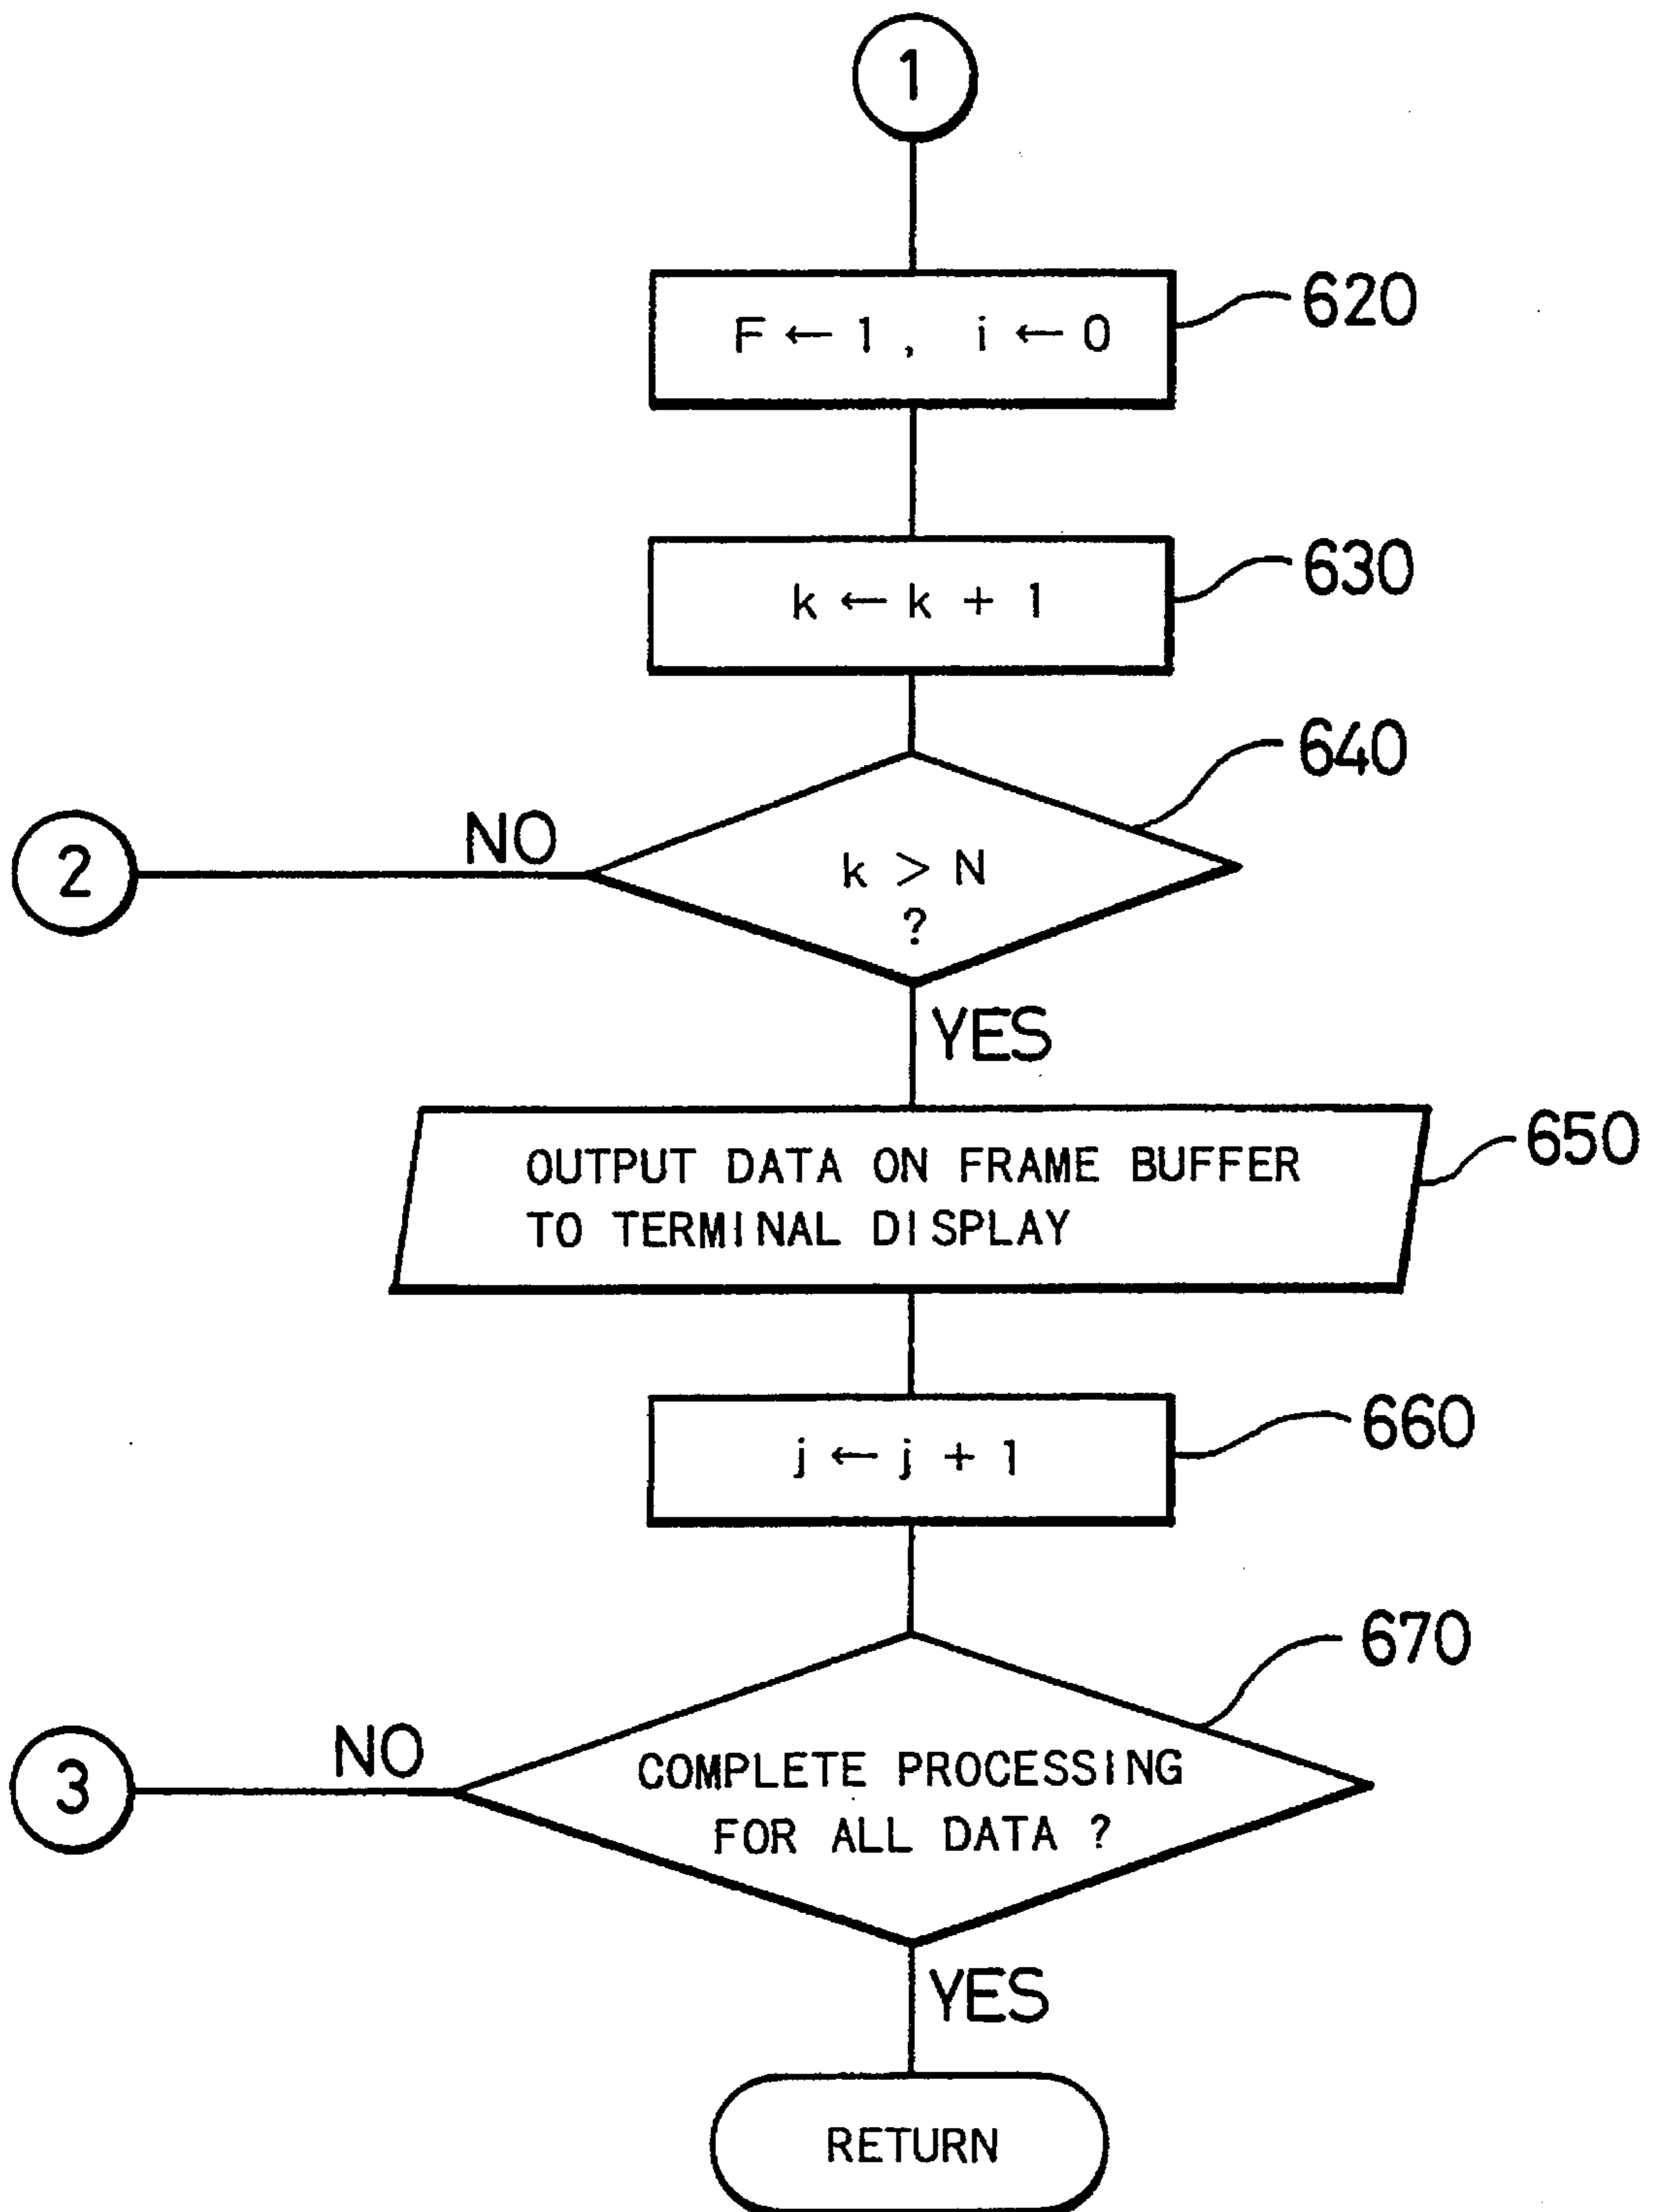 1
F ← 1 , i ← 0
620
k ← k + 1
630
640
2
NO
k > N
?
YES
OUTPUT DATA ON FRAME BUFFER
TO TERMINAL DISPLAY
650
j ← j + 1
660
670
3
NO
COMPLETE PROCESSING
FOR ALL DATA ?
YES
RETURN